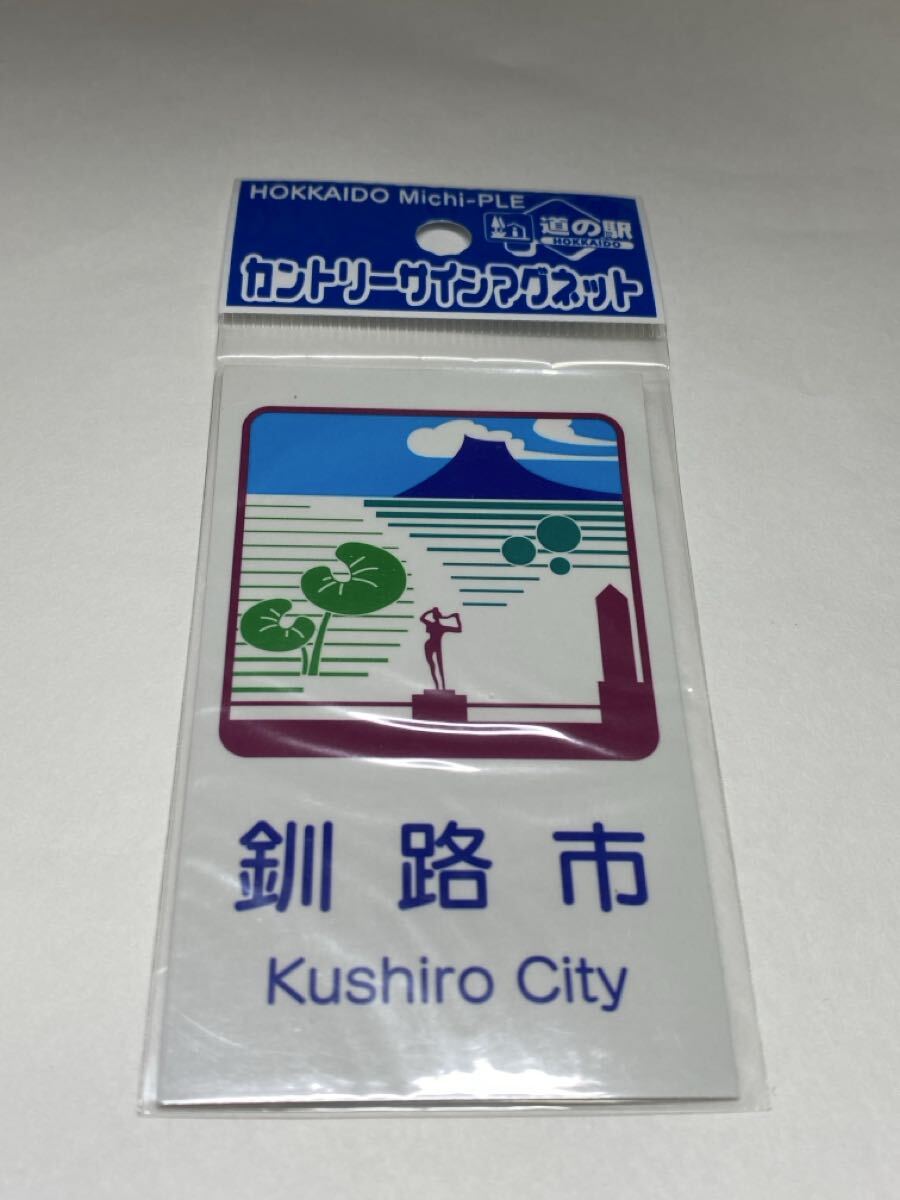 HOKKAIDO Michi-PLE
道の駅
HOKKAIDO
カントリーサインマグネット
釧路市
Kushiro City